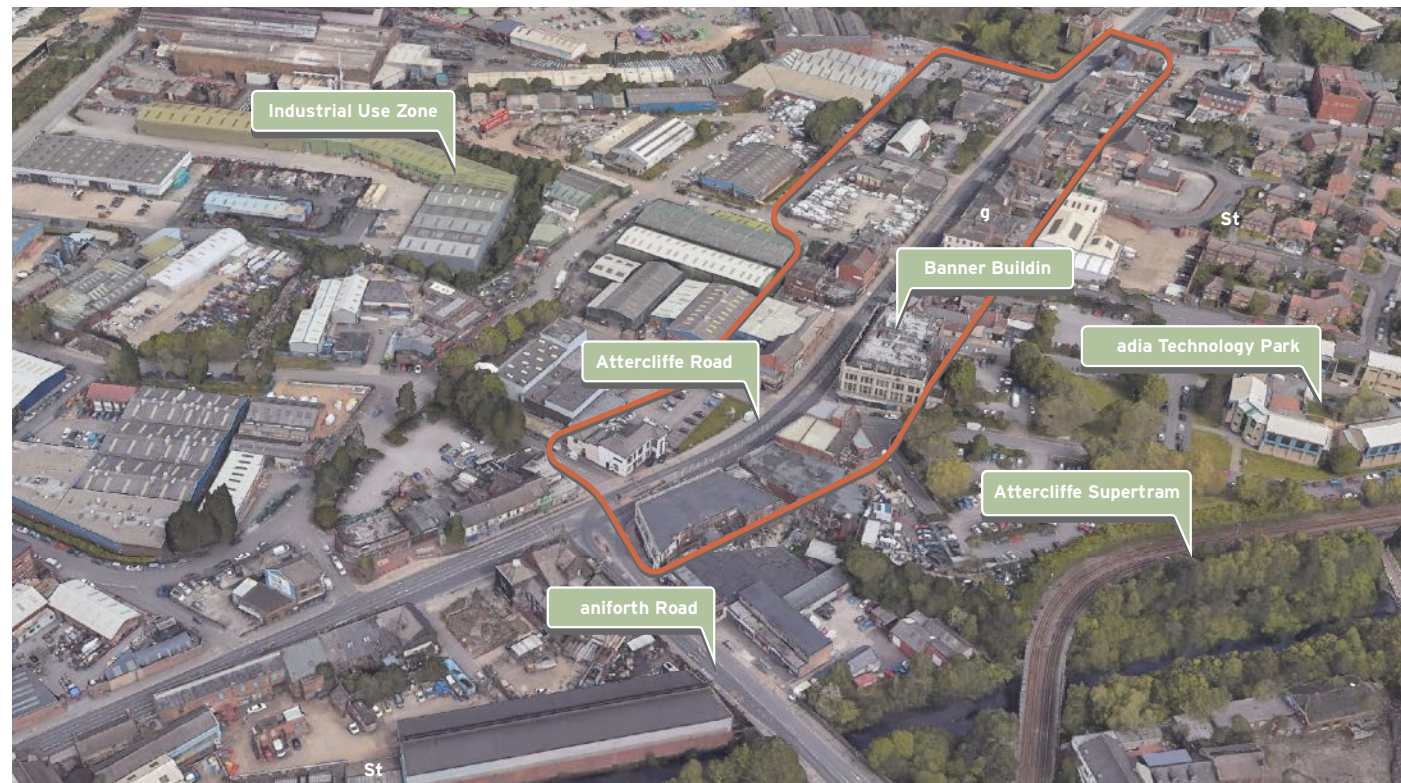 Industrial Use Zone
g
St
Banner Buildin
adia Technology Park
Attercliffe Road
Attercliffe Supertram
aniforth Road
St